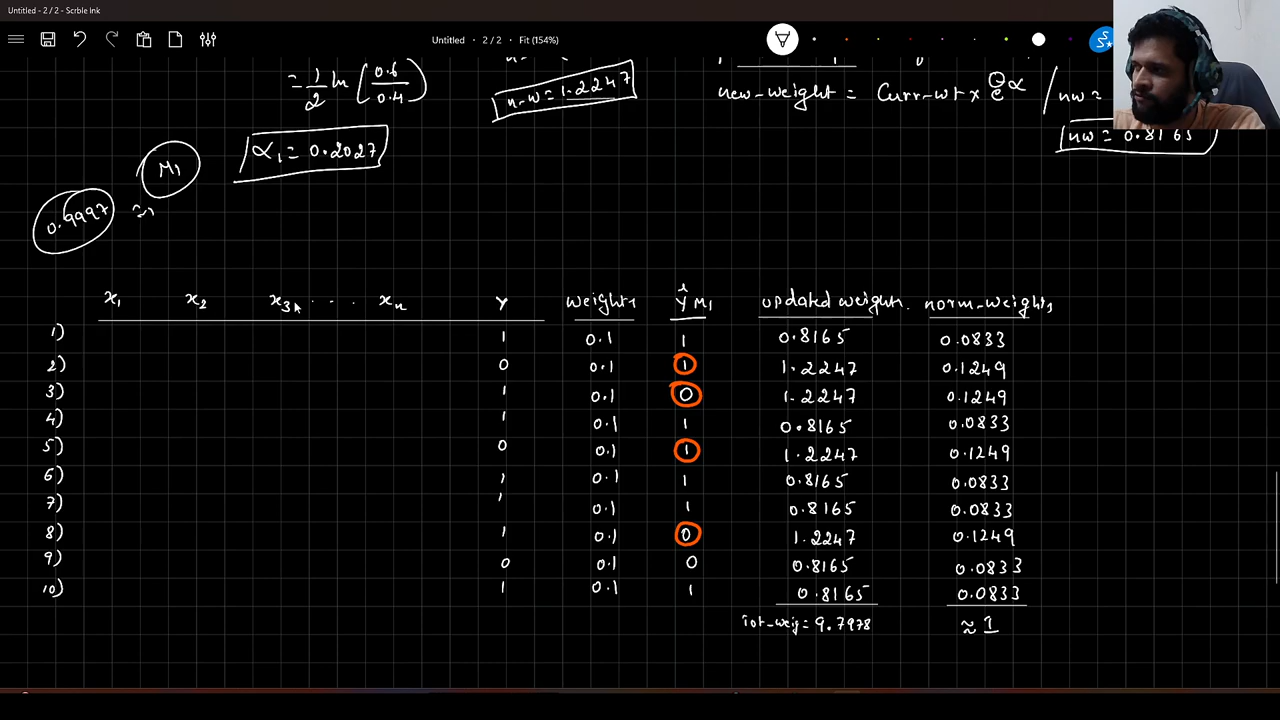 Untitled - 2 / 2 - Scrble Ink
Untitled • 2 / 2 • Fit (154%)
= 1/2 ln (0.6/0.4)
n-w = 1.2247
new-weight = Curr-wt × e^-α / nw =
nw = 0.8165
α1 = 0.2027
M1
0.9997 ≈ 1
x1 x2 x3 . . . xn Y weights ŷ M1 updated weight. norm-weights
1) 1 0.1 1 0.8165 0.0833
2) 0 0.1 1 1.2247 0.1249
3) 1 0.1 0 1.2247 0.1249
4) 1 0.1 1 0.8165 0.0833
5) 0 0.1 1 1.2247 0.1249
6) 1 0.1 1 0.8165 0.0833
7) 1 0.1 1 0.8165 0.0833
8) 1 0.1 0 1.2247 0.1249
9) 0 0.1 0 0.8165 0.0833
10) 1 0.1 1 0.8165 0.0833
Tot-weig = 9.7978 ≈ 1